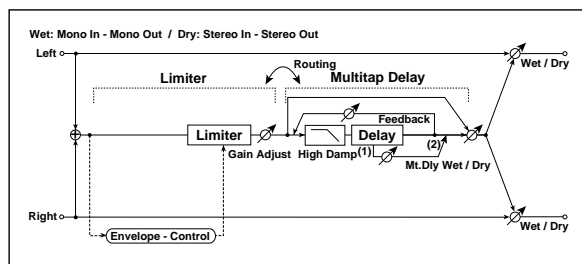 Wet: Mono In - Mono Out / Dry: Stereo In - Stereo Out
Left
Wet / Dry
Routing
Limiter
Multitap Delay
Feedback
Limiter
Delay
Gain Adjust
High Damp
(1)
(2)
Mt.Dly Wet / Dry
Right
Wet / Dry
Envelope - Control